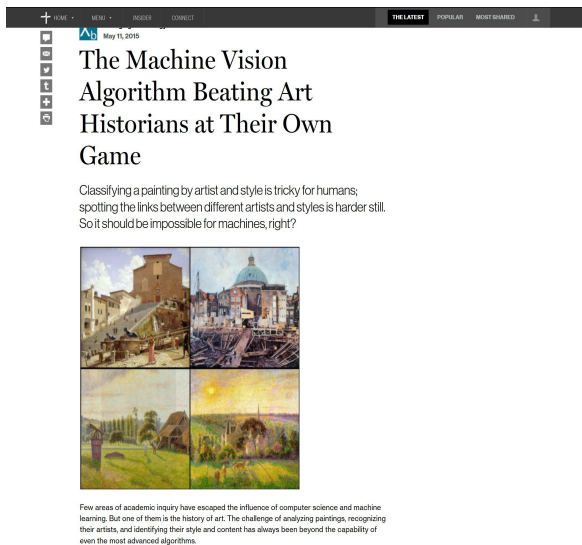 HOME MENU INSIDER CONNECT THE LATEST POPULAR MOST SHARED
May 11, 2015
The Machine Vision
Algorithm Beating Art
Historians at Their Own
Game
Classifying a painting by artist and style is tricky for humans;
spotting the links between different artists and styles is harder still.
So it should be impossible for machines, right?
Few areas of academic inquiry have escaped the influence of computer science and machine
learning. But one of them is the history of art. The challenge of analyzing paintings, recognizing
their artists, and identifying their style and content has always been beyond the capability of
even the most advanced algorithms.